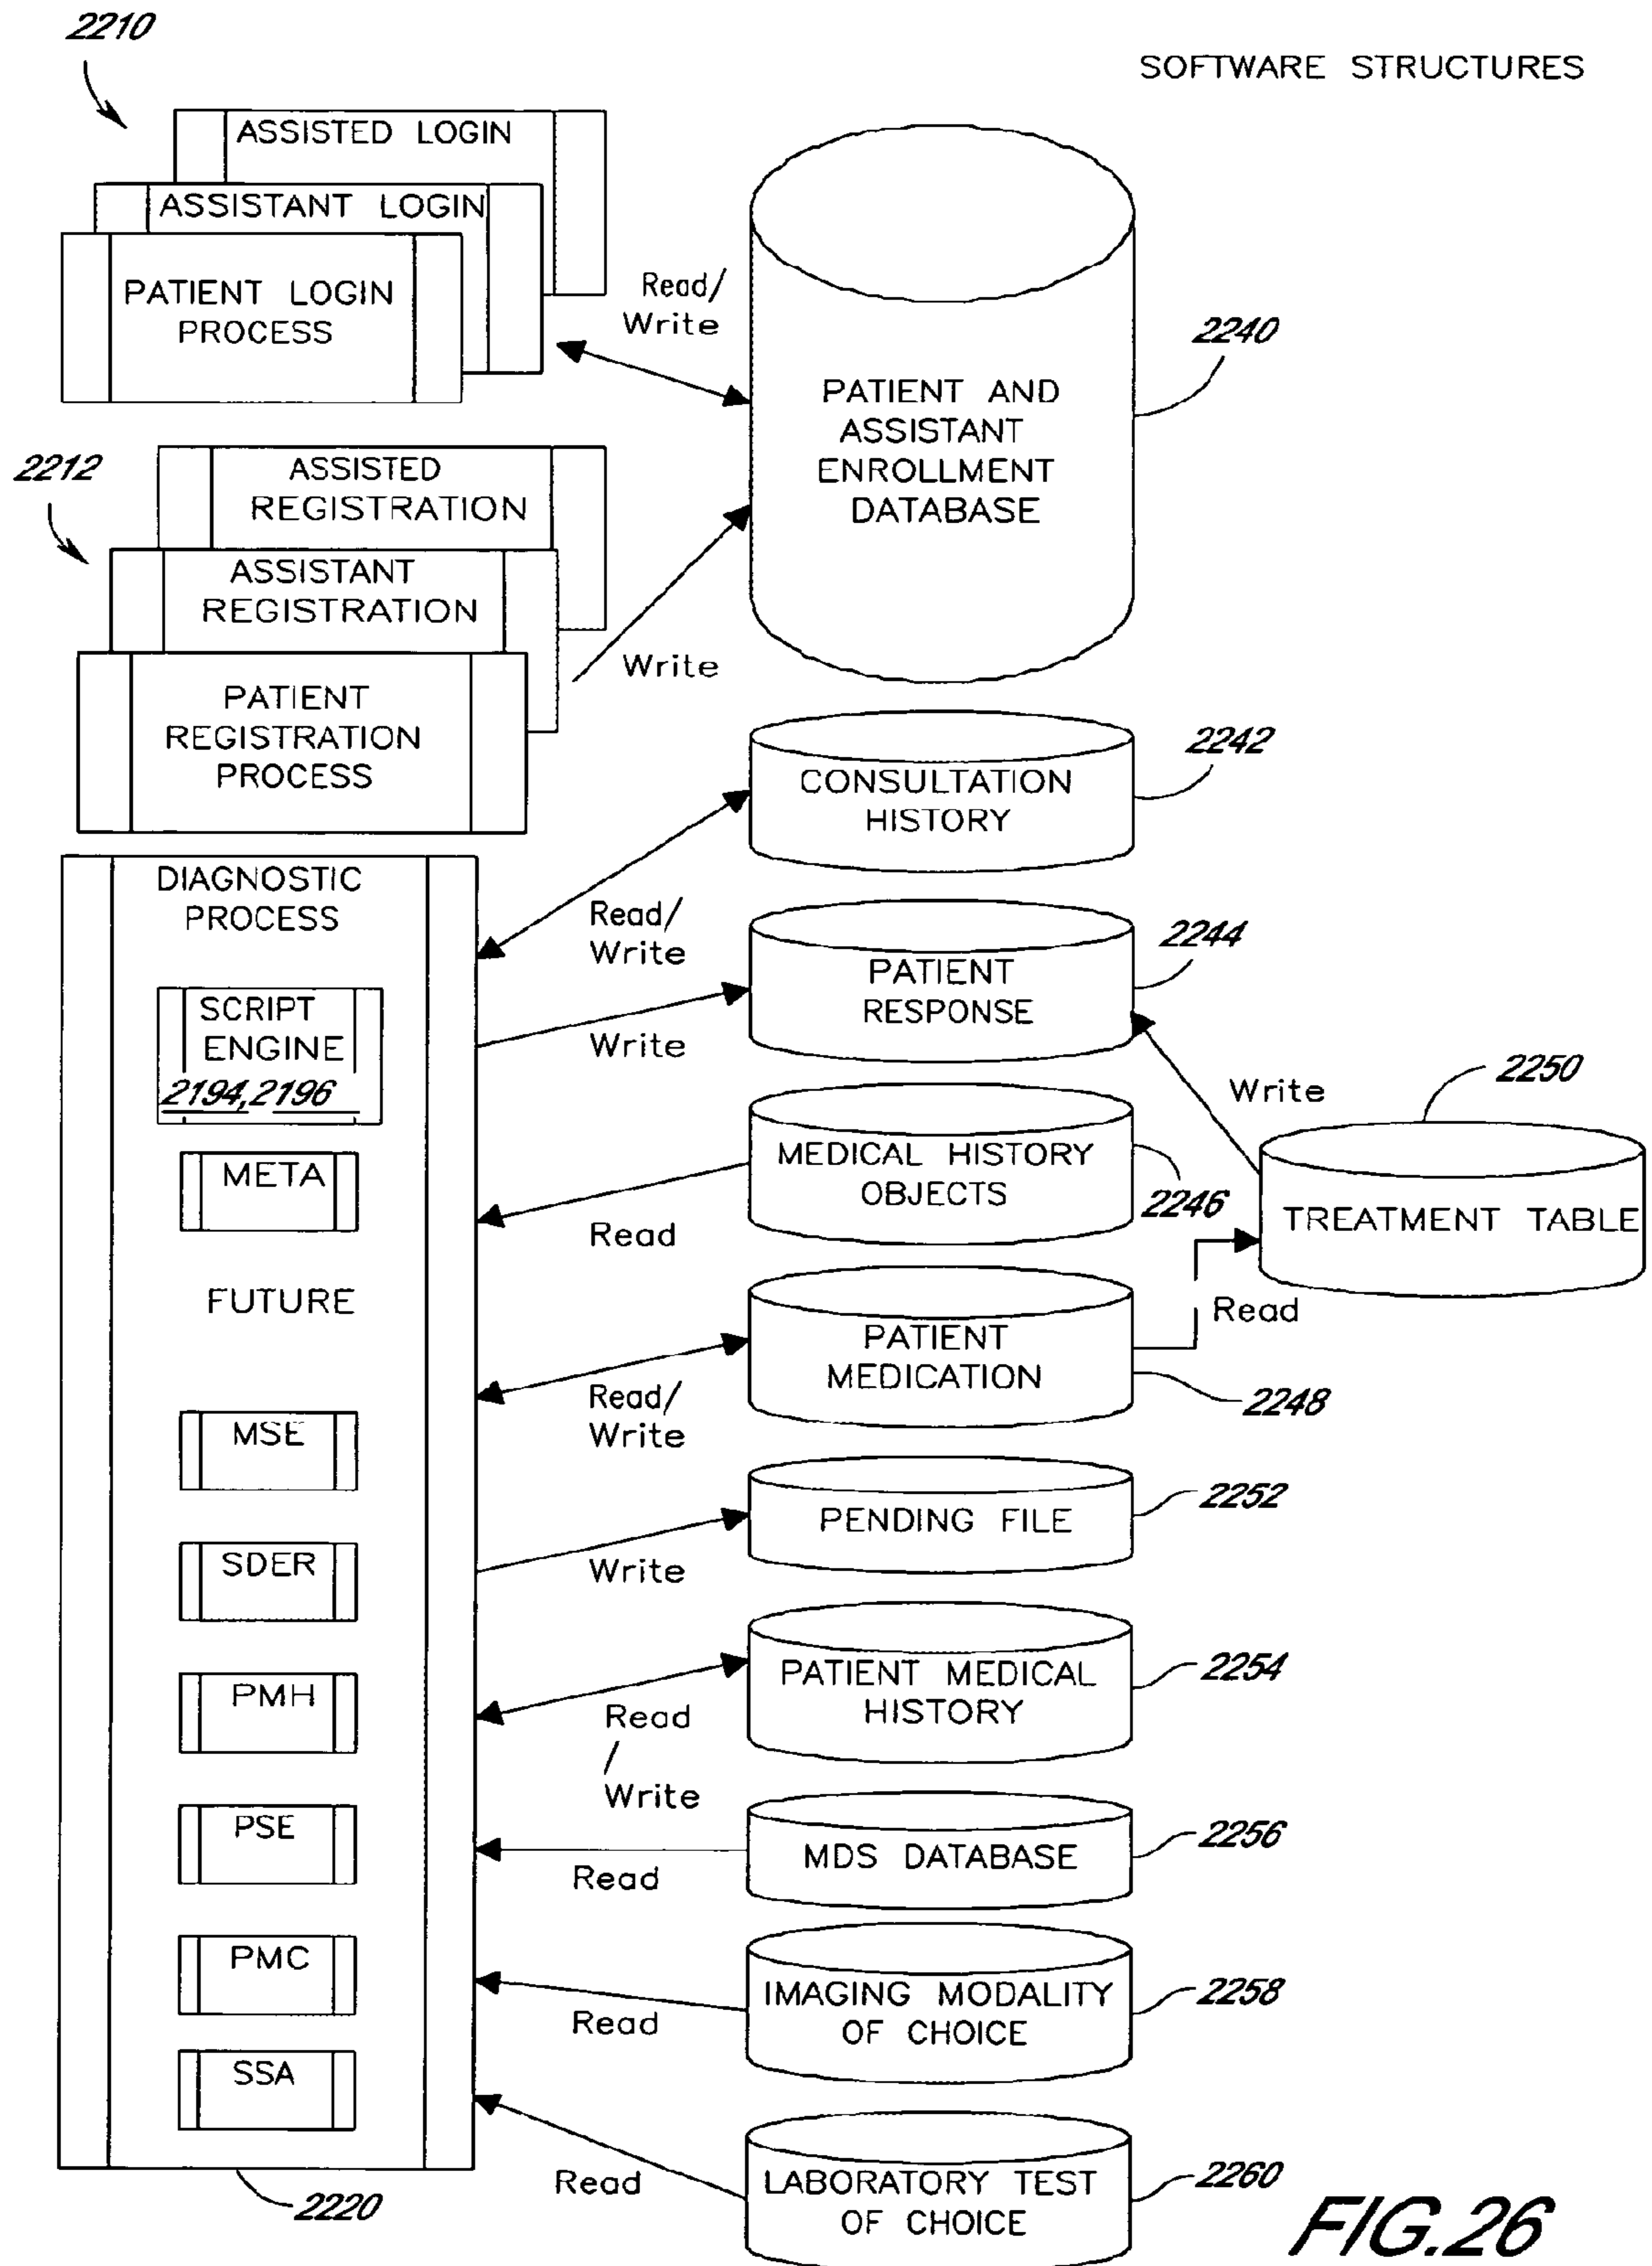 2210
SOFTWARE STRUCTURES
ASSISTED LOGIN
ASSISTANT LOGIN
PATIENT LOGIN
PROCESS
Read/
Write
2240
PATIENT AND
ASSISTANT
ENROLLMENT
DATABASE
2212
ASSISTED
REGISTRATION
ASSISTANT
REGISTRATION
PATIENT
REGISTRATION
PROCESS
Write
2242
CONSULTATION
HISTORY
DIAGNOSTIC
PROCESS
Read/
Write
2244
PATIENT
RESPONSE
SCRIPT
ENGINE
2194,2196
Write
Write
2250
META
MEDICAL HISTORY
OBJECTS
2246
Read
TREATMENT TABLE
FUTURE
Read
PATIENT
MEDICATION
2248
Read/
Write
MSE
2252
PENDING FILE
SDER
Write
2254
PATIENT MEDICAL
HISTORY
PMH
Read
/
Write
PSE
2256
MDS DATABASE
Read
PMC
2258
IMAGING MODALITY
OF CHOICE
Read
SSA
2260
LABORATORY TEST
OF CHOICE
Read
2220
FIG.26